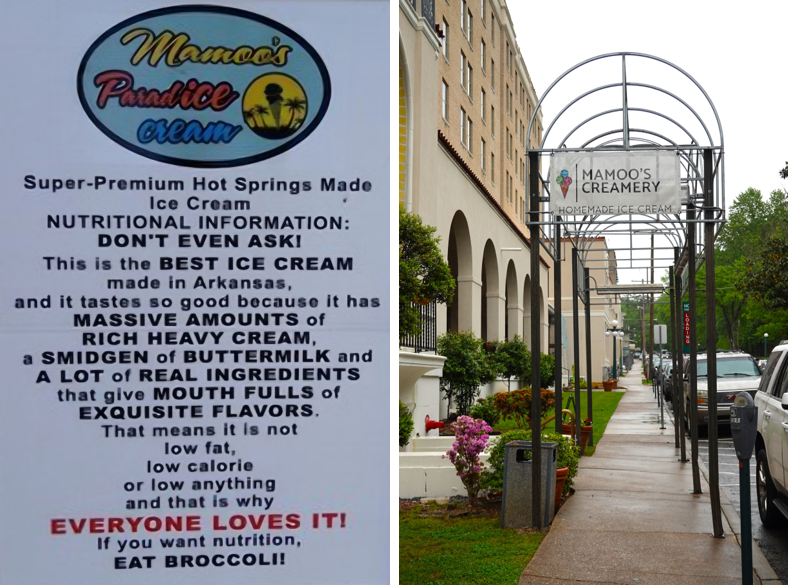 Mamoo's
Paradice
cream
Super-Premium Hot Springs Made
Ice Cream
NUTRITIONAL INFORMATION:
DON'T EVEN ASK!
This is the BEST ICE CREAM
made in Arkansas,
and it tastes so good because it has
MASSIVE AMOUNTS of
RICH HEAVY CREAM,
a SMIDGEN of BUTTERMILK and
A LOT of REAL INGREDIENTS
that give MOUTH FULLS of
EXQUISITE FLAVORS.
That means it is not
low fat,
low calorie
or low anything
and that is why
EVERYONE LOVES IT!
If you want nutrition,
EAT BROCCOLI!
MAMOO'S
CREAMERY
HOMEMADE ICE CREAM
LOADING